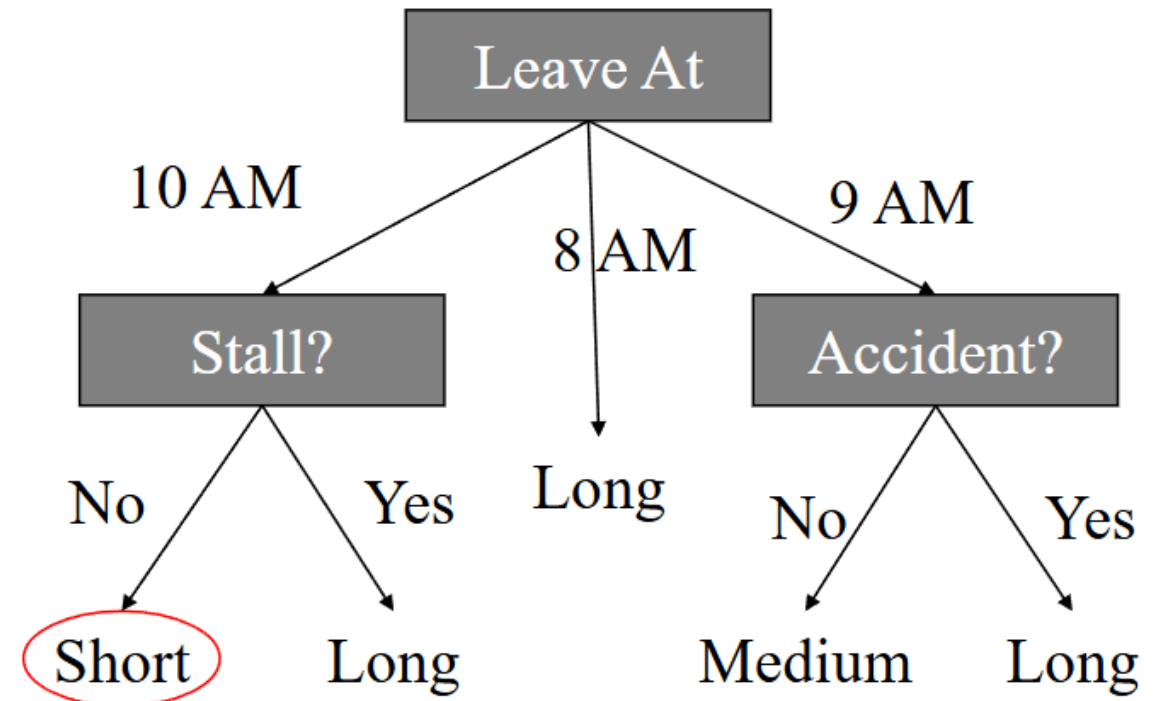 Leave At
10 AM
8 AM
9 AM
Stall?
Accident?
No
Yes
Long
No
Yes
Short
Long
Medium
Long